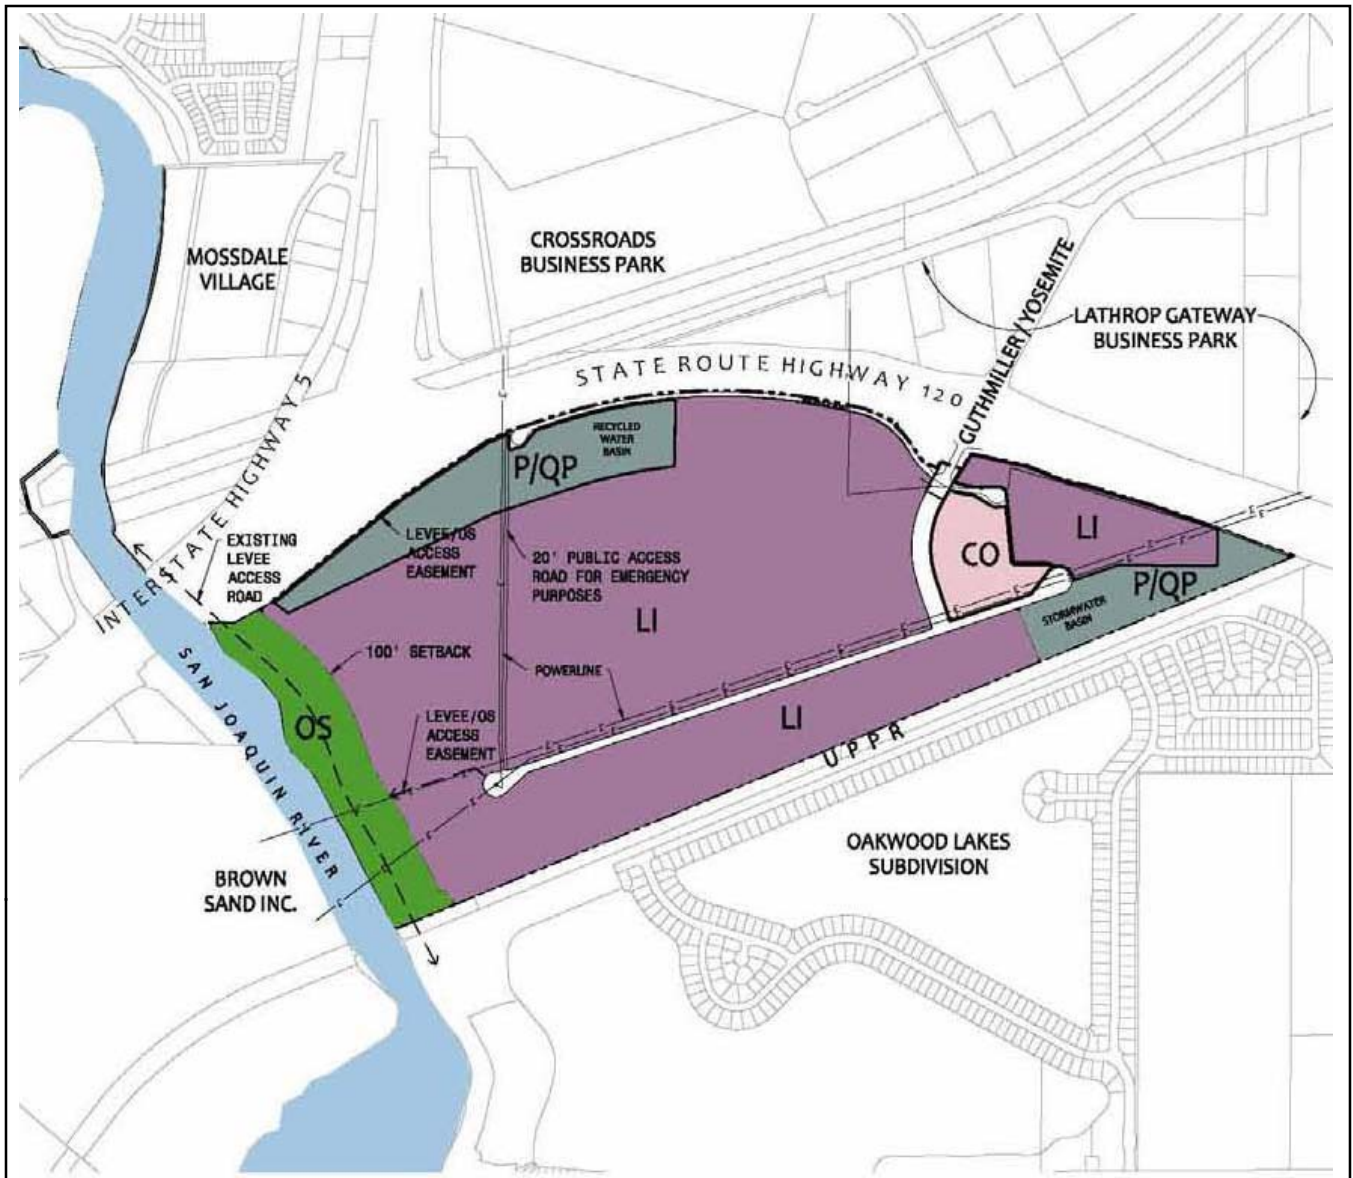 MOSSDALE
VILLAGE
CROSSROADS
BUSINESS PARK
LATHROP GATEWAY
BUSINESS PARK
GUTHMILLER/YOSEMITE
STATE ROUTE HIGHWAY 120
INTERSTATE HIGHWAY 5
RECYCLED
WATER
BASIN
P/QP
LEVEE/OS
ACCESS
EASEMENT
EXISTING
LEVEE
ACCESS
ROAD
20' PUBLIC ACCESS
ROAD FOR EMERGENCY
PURPOSES
LI
LI
CO
P/QP
STORMWATER
BASIN
100' SETBACK
POWERLINE
OS
LEVEE/OS
ACCESS
EASEMENT
LI
UPPR
SAN JOAQUIN RIVER
BROWN
SAND INC.
OAKWOOD LAKES
SUBDIVISION